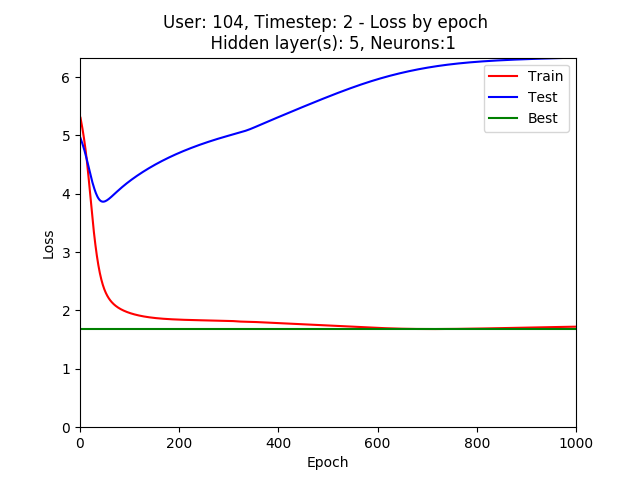 User: 104, Timestep: 2 - Loss by epoch
Hidden layer(s): 5, Neurons:1
Train
Test
Best
6
5
4
3
2
1
0
Loss
0 200 400 600 800 1000
Epoch